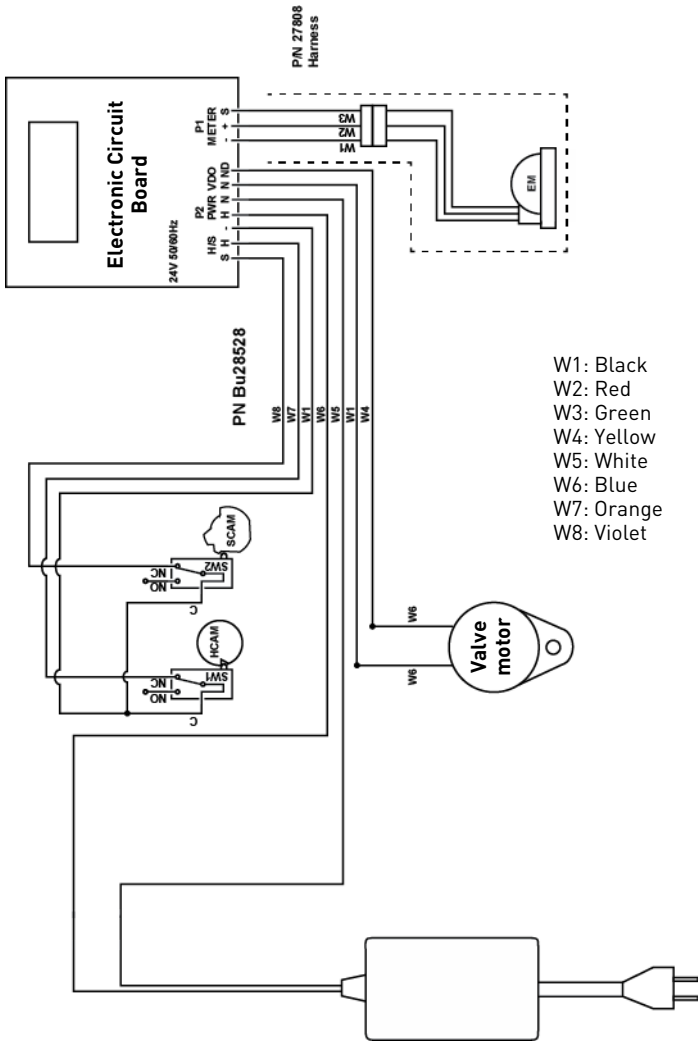 P/N 27808
Harness
Electronic Circuit
Board
24V 50/60Hz
P1
METER
- + S
P2
H/S PWR VDO
S H - H N N ND
W1
W2
W3
EM
PN Bu28528
W8
W7
W1
W6
W5
W1
W4
SCAM
SW2
NC
NO
C
HCAM
SW1
NC
NO
C
W1: Black
W2: Red
W3: Green
W4: Yellow
W5: White
W6: Blue
W7: Orange
W8: Violet
W6
W6
Valve
motor